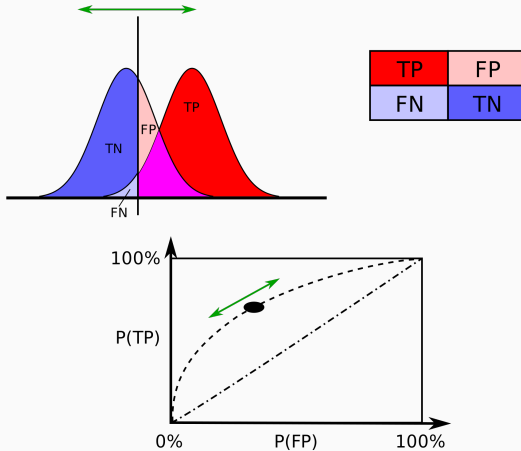 TP FP
FN TN
TP
FP
TN
FN
100%
P(TP)
0% P(FP) 100%